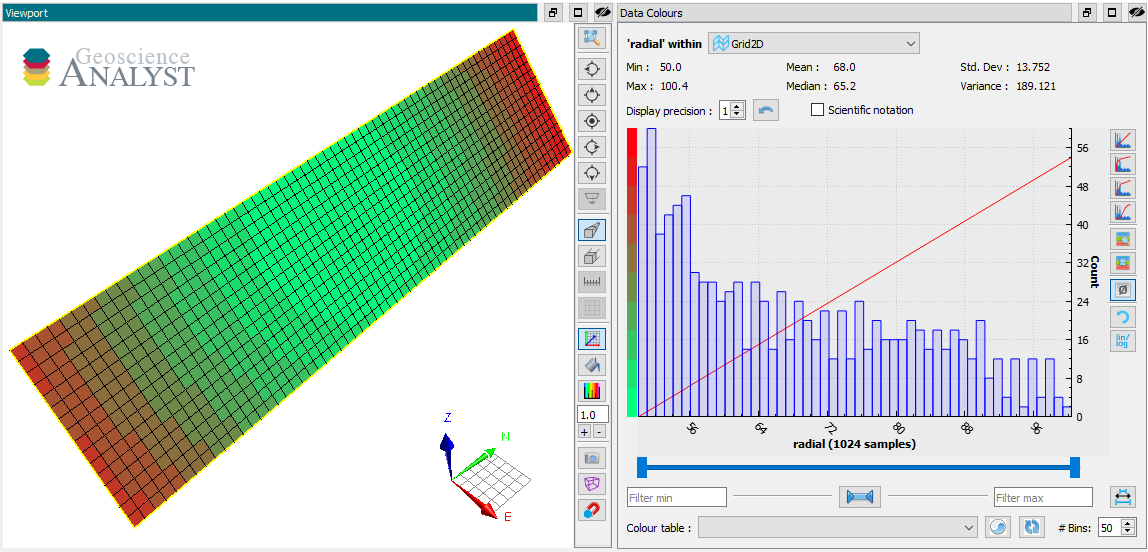 Viewport
Data Colours
Geoscience
ANALYST
'radial' within Grid2D
Min : 50.0 Mean : 68.0 Std. Dev : 13.752
Max : 100.4 Median : 65.2 Variance : 189.121
Display precision : 1 Scientific notation
56
48
40
32
24
16
8
0
Count
56 64 72 80 88 96
radial (1024 samples)
lin/
log
Z
N
E
1.0
+ -
Filter min Filter max
Colour table : # Bins: 50